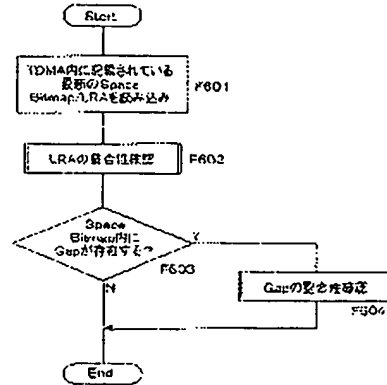 Start
TDMA内に記載されている
最新のSpace
Bitmap/LRAを読み込み
F601
LRAの整合性確認
F602
Space
Bitmap内に
Gapが存在する?
Y
F603
N
Gapの整合性確認
F604
End